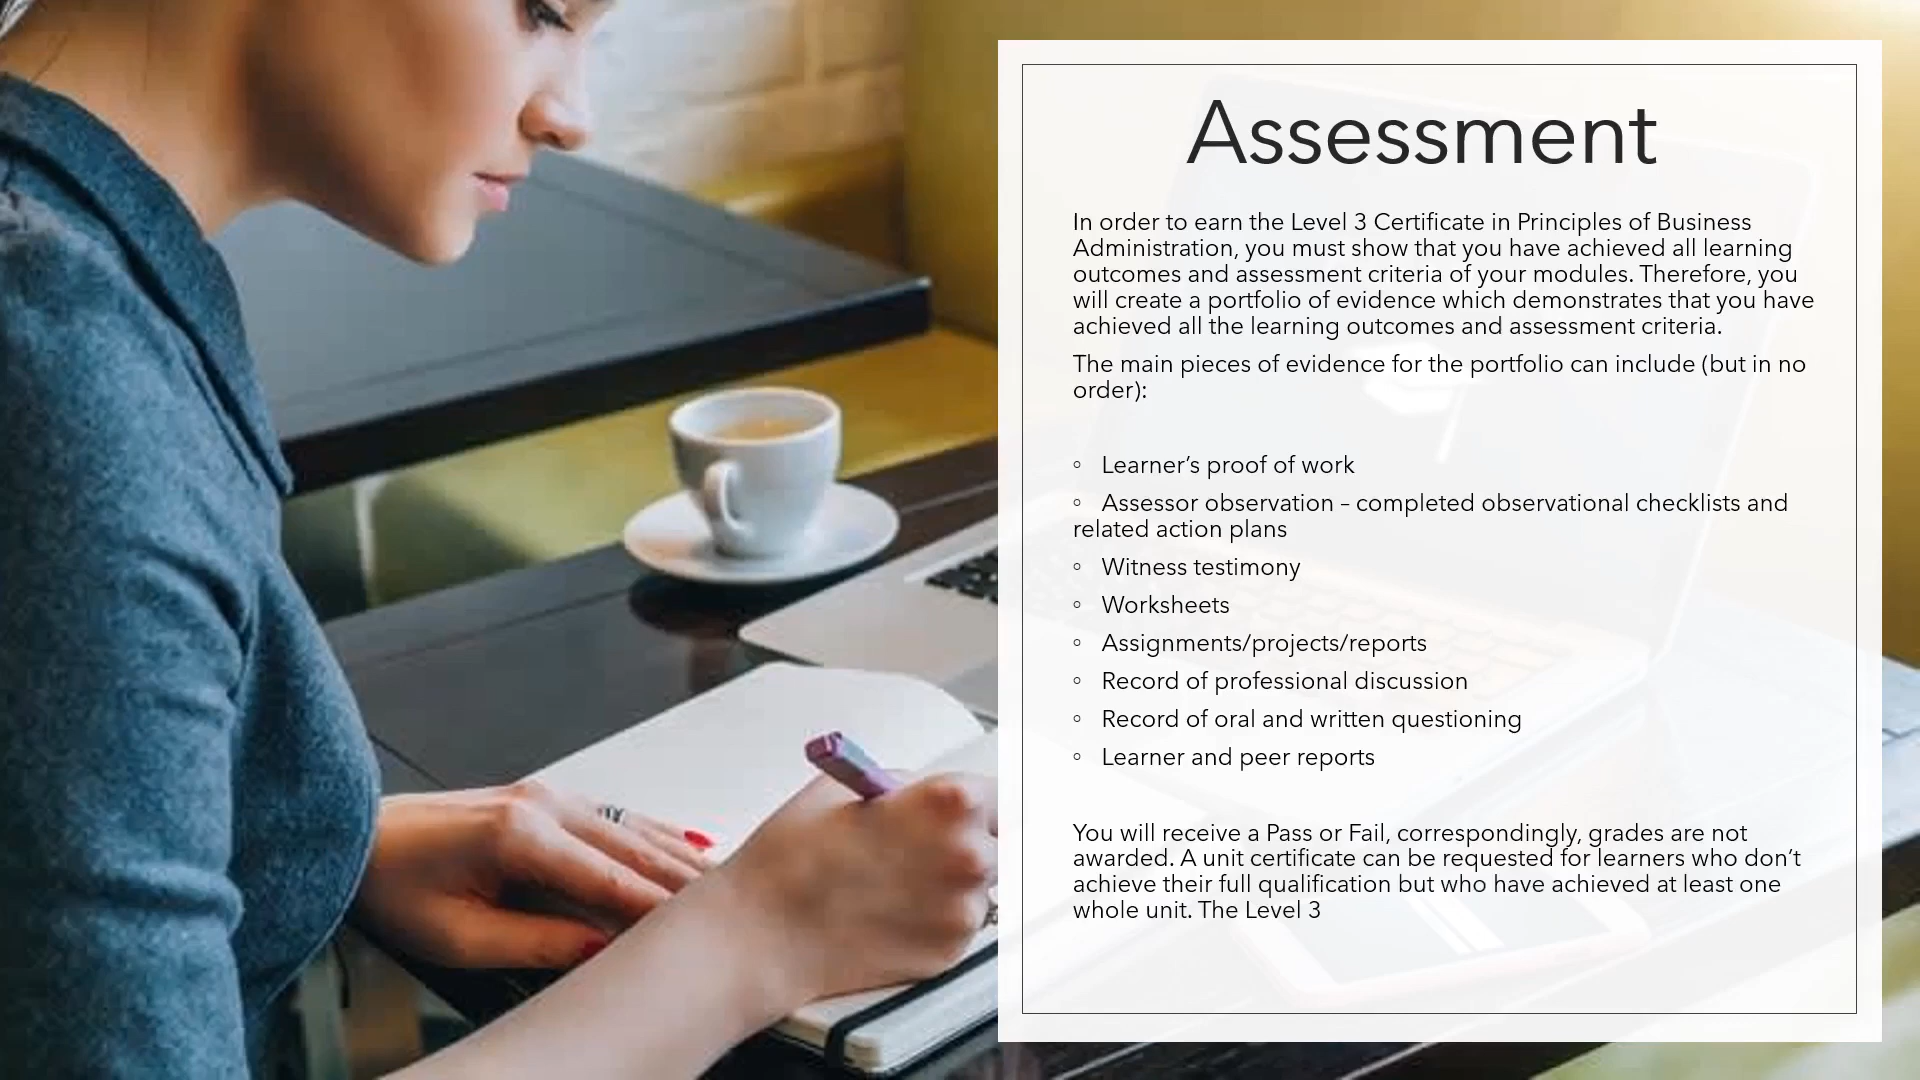 Assessment
In order to earn the Level 3 Certificate in Principles of Business
Administration, you must show that you have achieved all learning
outcomes and assessment criteria of your modules. Therefore, you
will create a portfolio of evidence which demonstrates that you have
achieved all the learning outcomes and assessment criteria.
The main pieces of evidence for the portfolio can include (but in no
order):
◦ Learner’s proof of work
◦ Assessor observation – completed observational checklists and
related action plans
◦ Witness testimony
◦ Worksheets
◦ Assignments/projects/reports
◦ Record of professional discussion
◦ Record of oral and written questioning
◦ Learner and peer reports
You will receive a Pass or Fail, correspondingly, grades are not
awarded. A unit certificate can be requested for learners who don’t
achieve their full qualification but who have achieved at least one
whole unit. The Level 3